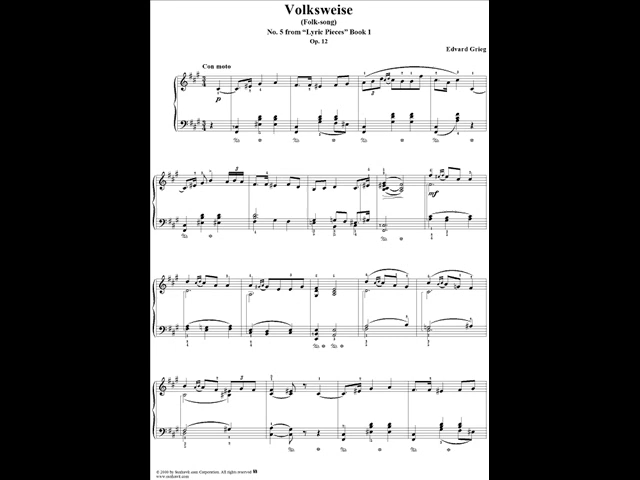 Volksweise
(Folk-song)
No. 5 from "Lyric Pieces" Book 1
Op. 12
Edvard Grieg
Con moto
p
mf